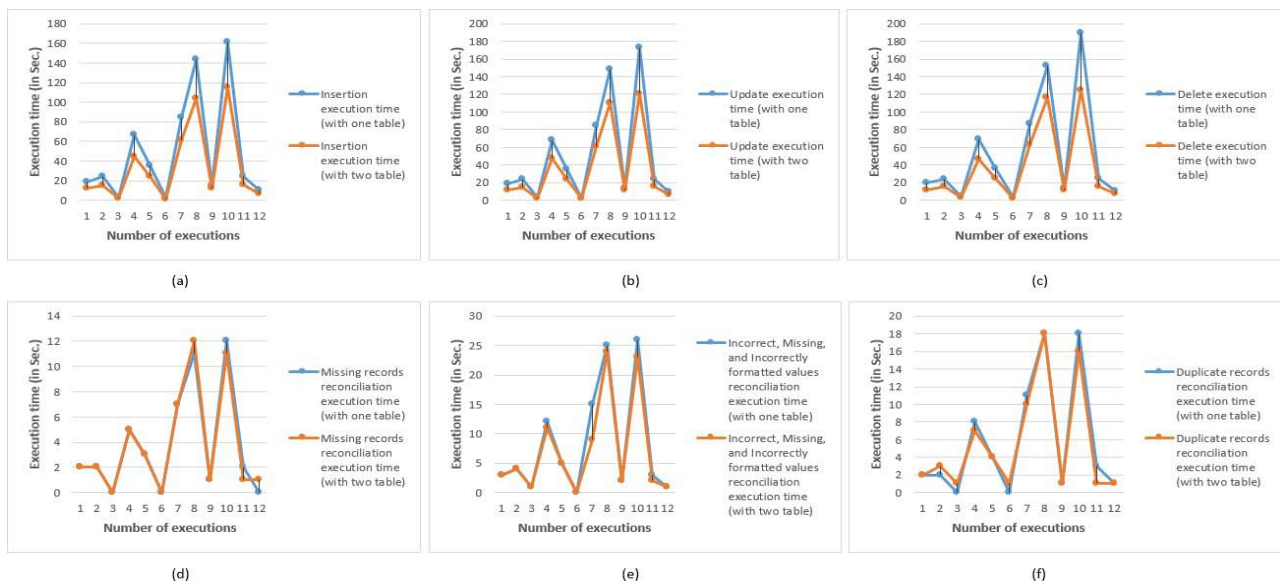 180
160
140
120
100
80
60
40
20
0
Execution time (in Sec.)
1 2 3 4 5 6 7 8 9 10 11 12
Number of executions
Insertion
execution time
(with one table)
Insertion
execution time
(with two table)
(a)
200
180
160
140
120
100
80
60
40
20
0
Execution time (in Sec.)
1 2 3 4 5 6 7 8 9 10 11 12
Number of executions
Update execution
time (with one
table)
Update execution
time (with two
table)
(b)
200
180
160
140
120
100
80
60
40
20
0
Execution time (in Sec.)
1 2 3 4 5 6 7 8 9 10 11 12
Number of executions
Delete execution
time (with one
table)
Delete execution
time (with two
table)
(c)
14
12
10
8
6
4
2
0
Execution time (in Sec.)
1 2 3 4 5 6 7 8 9 10 11 12
Number of executions
Missing records
reconciliation
execution time
(with one table)
Missing records
reconciliation
execution time
(with two table)
(d)
30
25
20
15
10
5
0
Execution time (in Sec.)
1 2 3 4 5 6 7 8 9 10 11 12
Number of executions
Incorrect, Missing,
and Incorrectly
formatted values
reconciliation
execution time
(with one table)
Incorrect, Missing,
and Incorrectly
formatted values
reconciliation
execution time
(with two table)
(e)
20
18
16
14
12
10
8
6
4
2
0
Execution time (in Sec.)
1 2 3 4 5 6 7 8 9 10 11 12
Number of executions
Duplicate records
reconciliation
execution time
(with one table)
Duplicate records
reconciliation
execution time
(with two table)
(f)